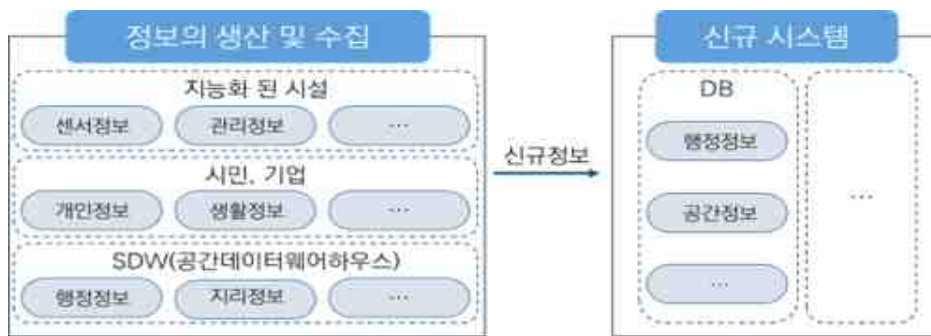 정보의 생산 및 수집
지능화 된 시설
센서정보 관리정보 …
시민, 기업
개인정보 생활정보 …
SDW(공간데이터웨어하우스)
행정정보 지리정보 …
신규정보
신규 시스템
DB
행정정보
공간정보
…
…